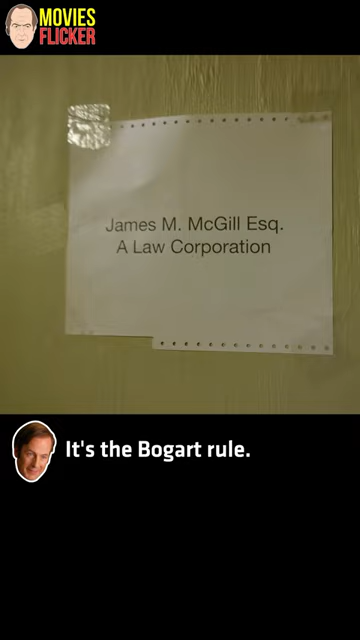 MOVIES
FLICKER
James M. McGill Esq.
A Law Corporation
It's the Bogart rule.